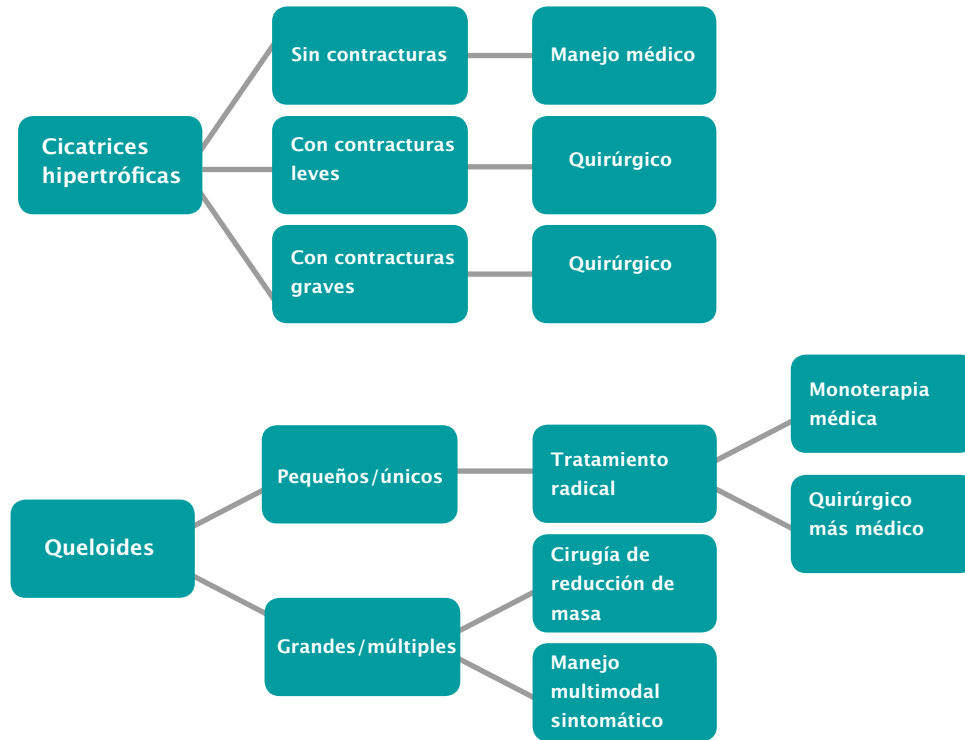 Cicatrices
hipertróficas
Sin contracturas
Manejo médico
Con contracturas
leves
Quirúrgico
Con contracturas
graves
Quirúrgico
Queloides
Pequeños/únicos
Tratamiento
radical
Monoterapia
médica
Quirúrgico
más médico
Grandes/múltiples
Cirugía de
reducción de
masa
Manejo
multimodal
sintomático